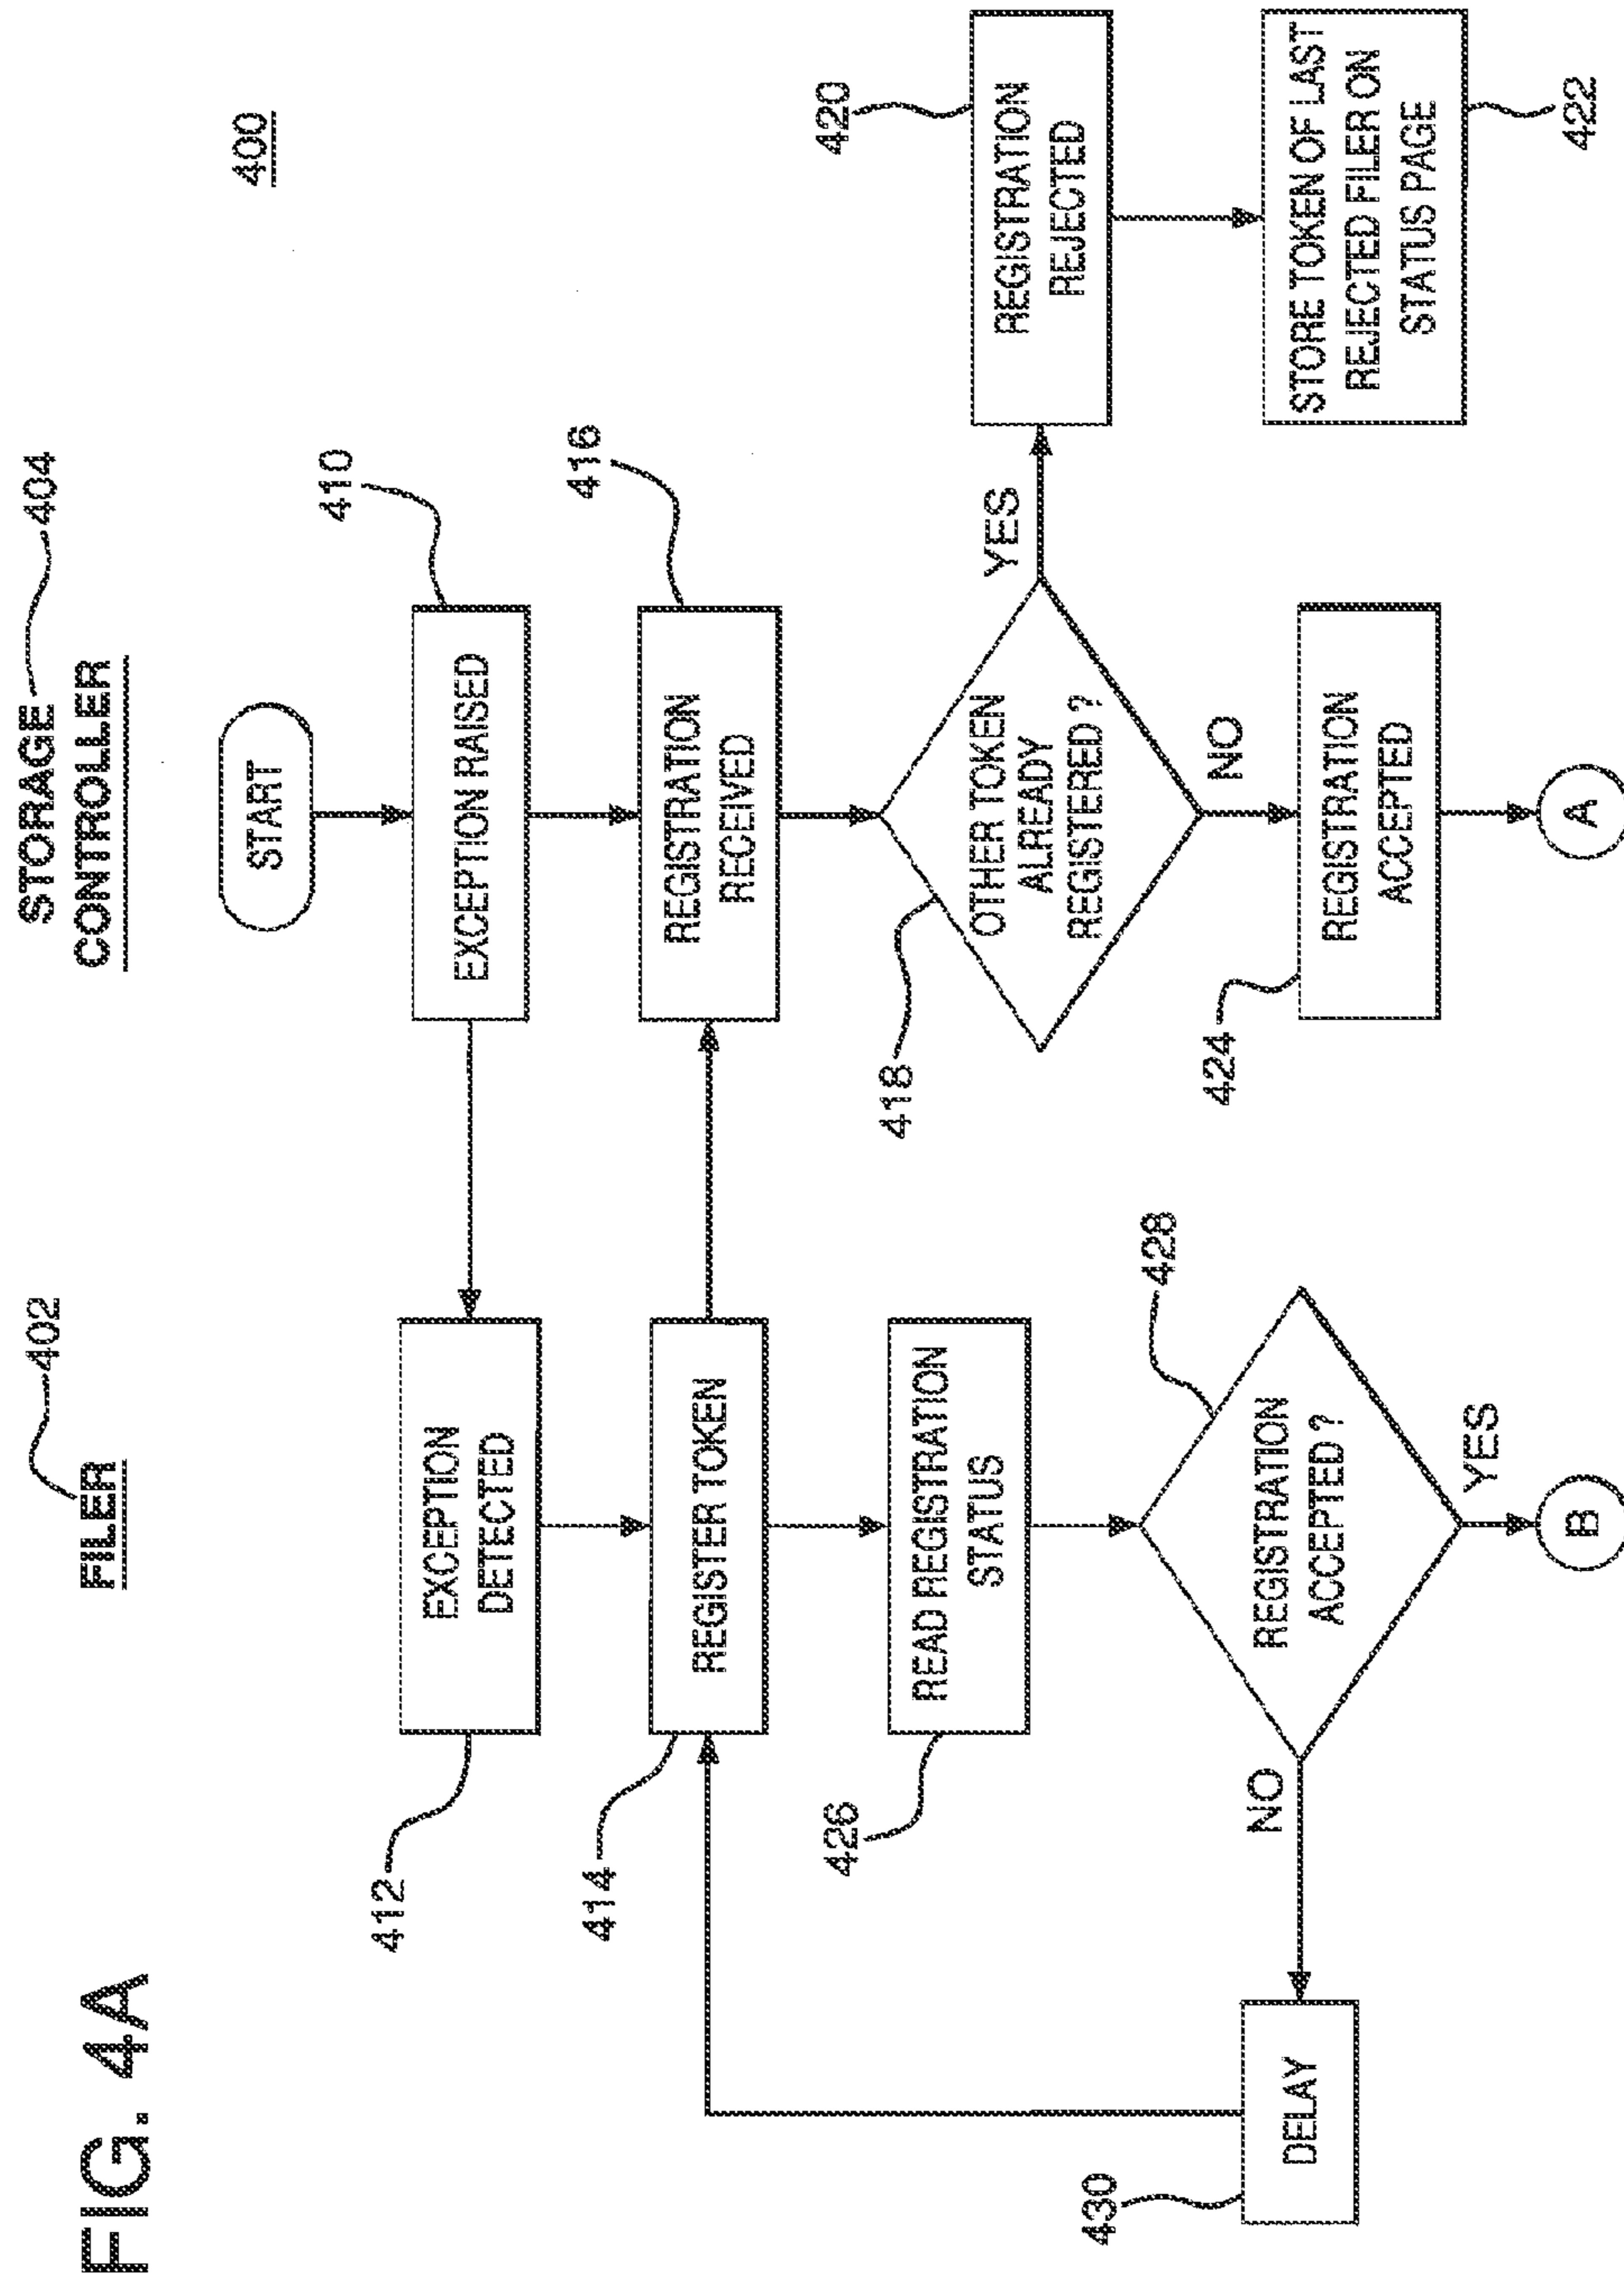 FIG. 4A
400
FILER
402
STORAGE
CONTROLLER
404
START
EXCEPTION
DETECTED
412
EXCEPTION RAISED
410
REGISTER TOKEN
414
REGISTRATION
RECEIVED
416
READ REGISTRATION
STATUS
426
OTHER TOKEN
ALREADY
REGISTERED ?
418
YES
REGISTRATION
REJECTED
420
NO
REGISTRATION
ACCEPTED ?
428
NO
DELAY
430
YES
REGISTRATION
ACCEPTED
424
STORE TOKEN OF LAST
REJECTED FILER ON
STATUS PAGE
422
B
A